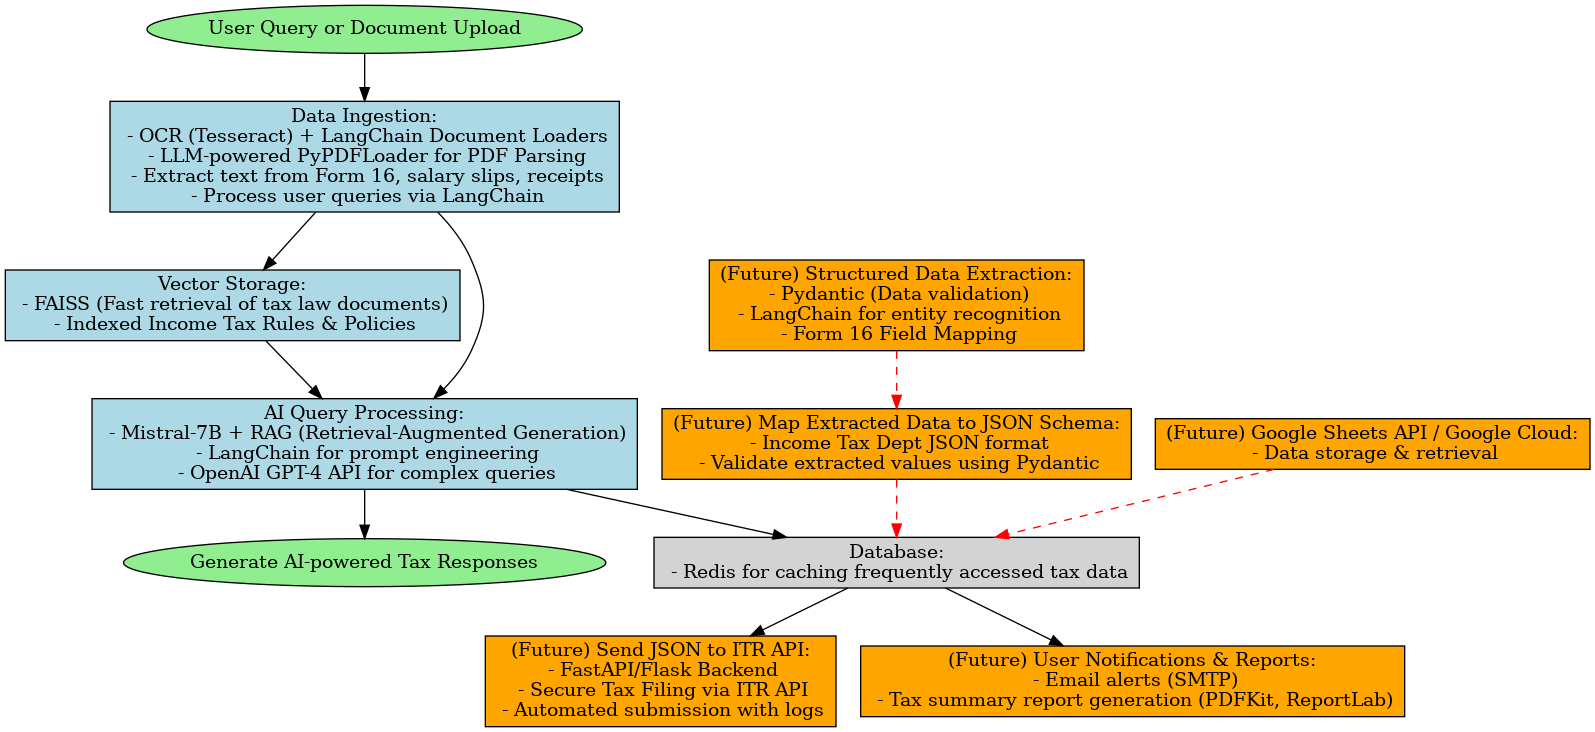 User Query or Document Upload
Data Ingestion:
- OCR (Tesseract) + LangChain Document Loaders
- LLM-powered PyPDFLoader for PDF Parsing
- Extract text from Form 16, salary slips, receipts
- Process user queries via LangChain
Vector Storage:
- FAISS (Fast retrieval of tax law documents)
- Indexed Income Tax Rules & Policies
(Future) Structured Data Extraction:
- Pydantic (Data validation)
- LangChain for entity recognition
- Form 16 Field Mapping
AI Query Processing:
- Mistral-7B + RAG (Retrieval-Augmented Generation)
- LangChain for prompt engineering
- OpenAI GPT-4 API for complex queries
(Future) Map Extracted Data to JSON Schema:
- Income Tax Dept JSON format
- Validate extracted values using Pydantic
(Future) Google Sheets API / Google Cloud:
- Data storage & retrieval
Generate AI-powered Tax Responses
Database:
- Redis for caching frequently accessed tax data
(Future) Send JSON to ITR API:
- FastAPI/Flask Backend
- Secure Tax Filing via ITR API
- Automated submission with logs
(Future) User Notifications & Reports:
- Email alerts (SMTP)
- Tax summary report generation (PDFKit, ReportLab)